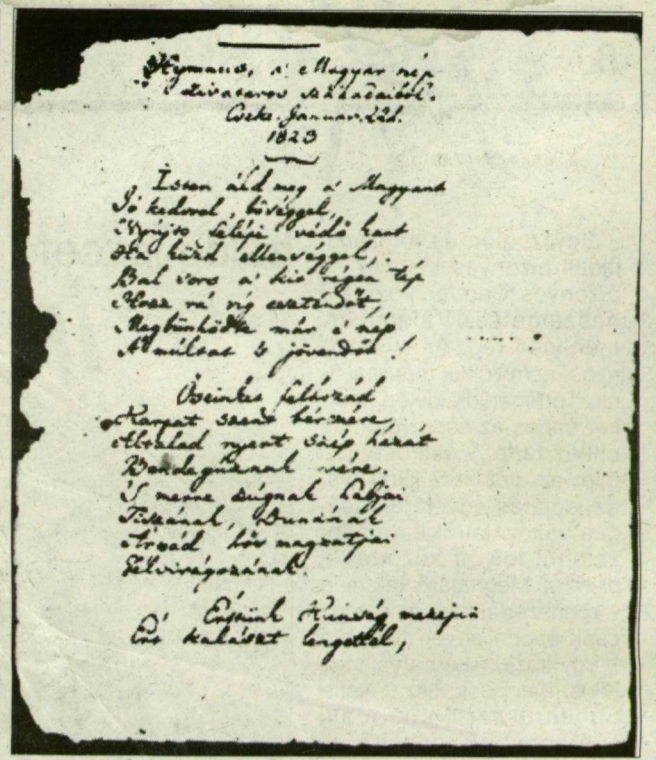 Hymnus, a' Magyar nép
zivataros századaiból.
Cseke. Januar. 22d.
1823
Isten áld meg a' Magyart
Jó kedvvel, bőséggel,
Nyújts feléje védő kart
Ha küzd ellenséggel,
Bal sors a' kit régen tép
Hozz rá víg esztendőt,
Megbűnhödte már e' nép
A' múltat 's jövendőt!
Őseinket felhozád
Kárpát szent bérczére,
Általad nyert szép hazát
Bendegúznak vére.
'S merre zúgnak habjai
Tiszának, Dunának
Árpád hős magzatjai
Felvirágozának.
Értünk Kunság mezejin
Ért kalászt lengettél,